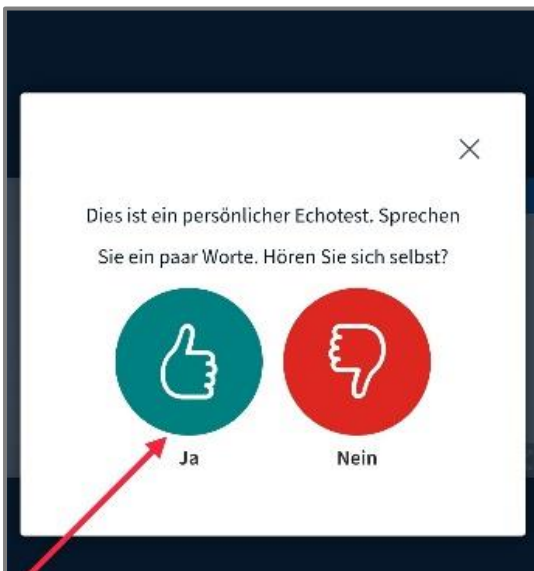 Dies ist ein persönlicher Echotest. Sprechen
Sie ein paar Worte. Hören Sie sich selbst?
Ja
Nein